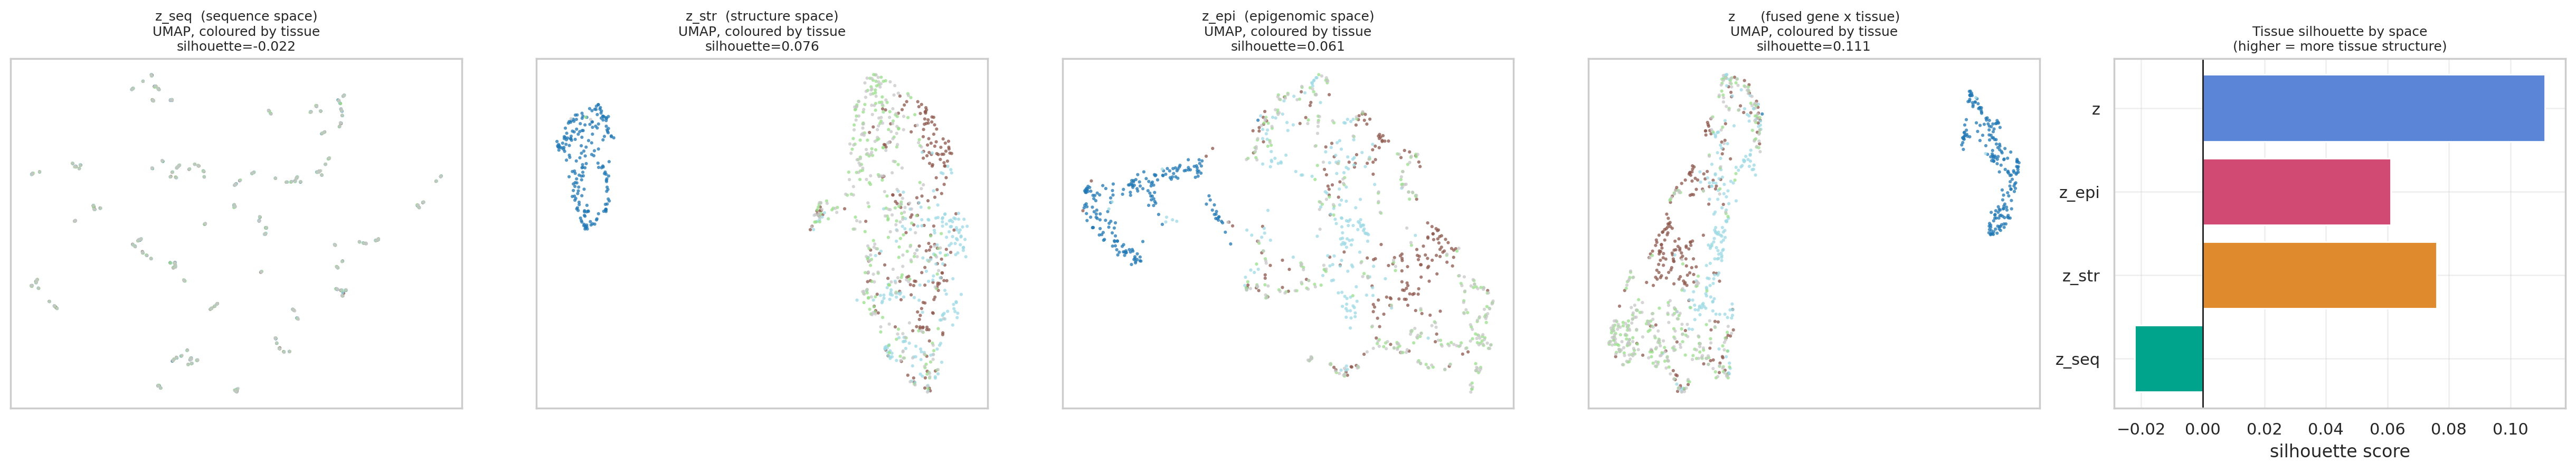 z_seq  (sequence space)
UMAP, coloured by tissue
silhouette=-0.022
z_str  (structure space)
UMAP, coloured by tissue
silhouette=0.076
z_epi  (epigenomic space)
UMAP, coloured by tissue
silhouette=0.061
z      (fused gene x tissue)
UMAP, coloured by tissue
silhouette=0.111
Tissue silhouette by space
(higher = more tissue structure)
z
z_epi
z_str
z_seq
−0.02 0.00 0.02 0.04 0.06 0.08 0.10
silhouette score